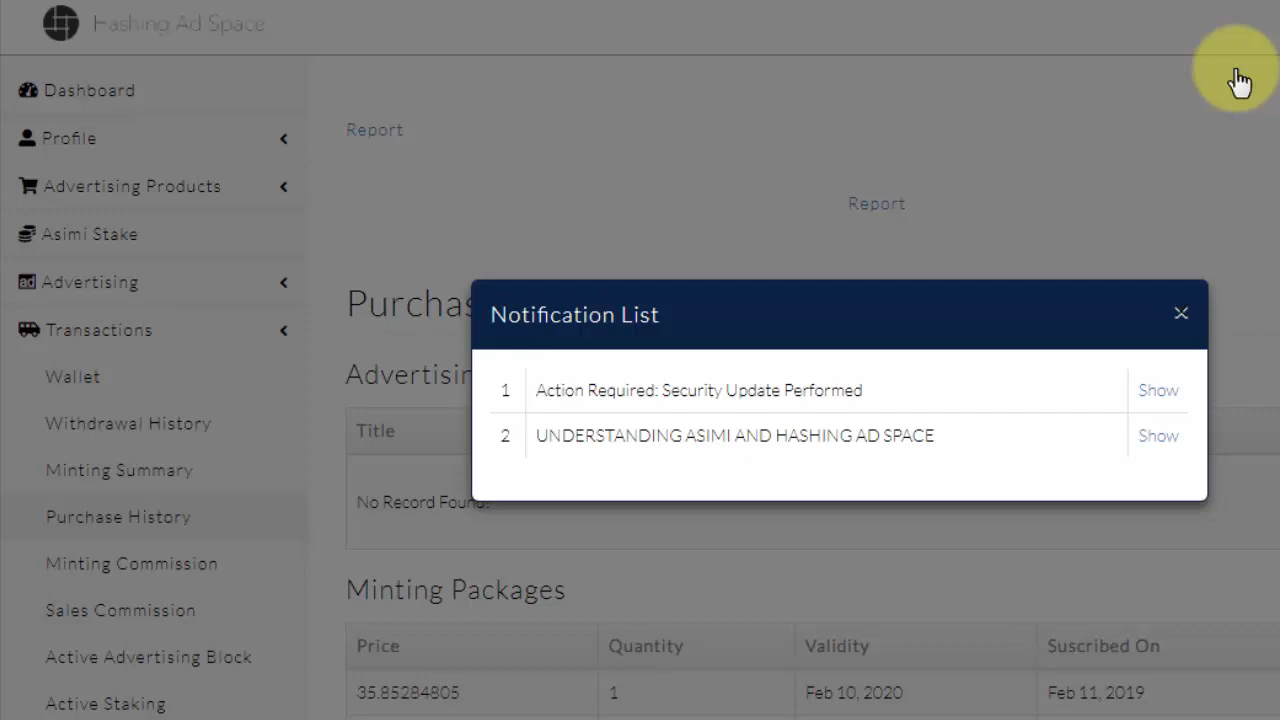 Hashing Ad Space
Dashboard
Profile
Advertising Products
Asimi Stake
ad Advertising
Transactions
Wallet
Withdrawal History
Minting Summary
Purchase History
Minting Commission
Sales Commission
Active Advertising Block
Active Staking
Report
Report
Purchas
Notification List
1 Action Required: Security Update Performed Show
2 UNDERSTANDING ASIMI AND HASHING AD SPACE Show
Advertisin
Title
No Record Found.
Minting Packages
Price Quantity Validity Suscribed On
35.85284805 1 Feb 10, 2020 Feb 11, 2019